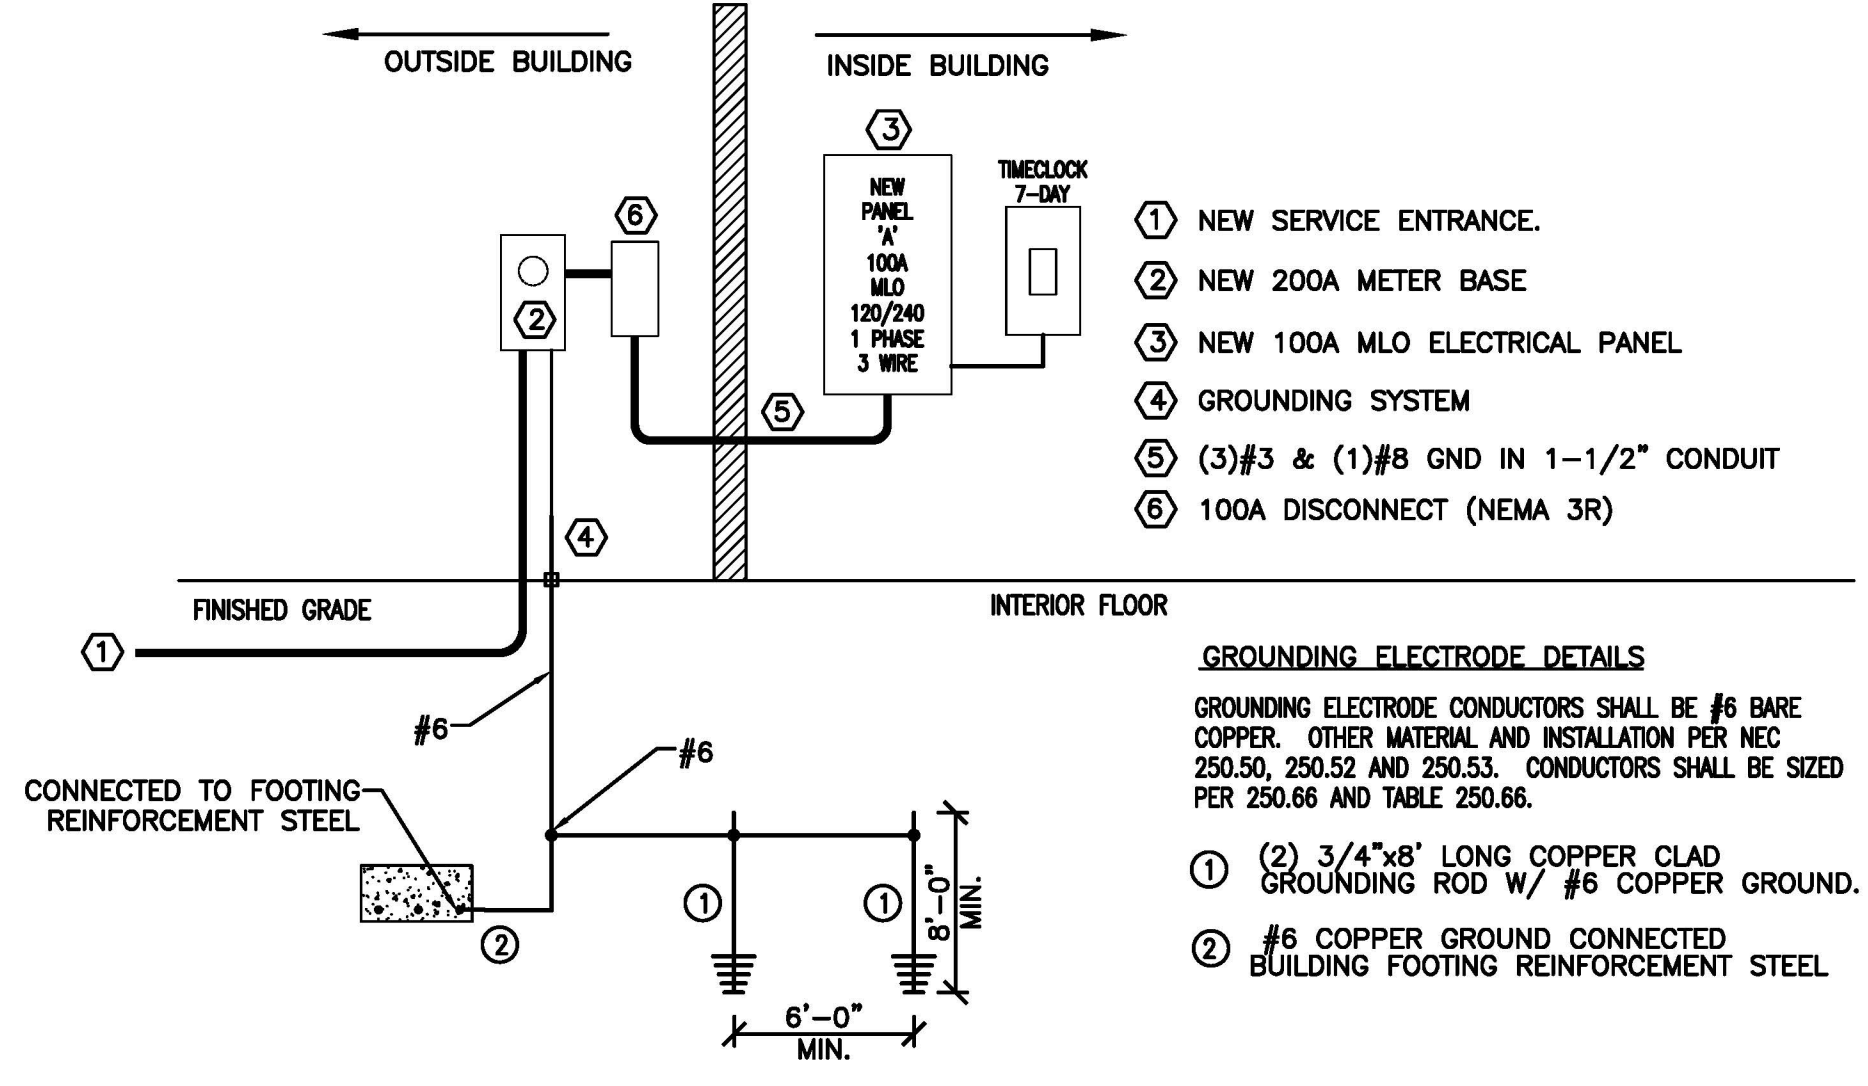 OUTSIDE BUILDING
INSIDE BUILDING
3
NEW
PANEL
'A'
100A
MLO
120/240
1 PHASE
3 WIRE
TIMECLOCK
7-DAY
6
2
5
4
1 NEW SERVICE ENTRANCE.
2 NEW 200A METER BASE
3 NEW 100A MLO ELECTRICAL PANEL
4 GROUNDING SYSTEM
5 (3)#3 & (1)#8 GND IN 1-1/2" CONDUIT
6 100A DISCONNECT (NEMA 3R)
FINISHED GRADE
INTERIOR FLOOR
1
#6
#6
CONNECTED TO FOOTING
REINFORCEMENT STEEL
2
1
1
8'-0"
MIN.
6'-0"
MIN.
GROUNDING ELECTRODE DETAILS
GROUNDING ELECTRODE CONDUCTORS SHALL BE #6 BARE
COPPER. OTHER MATERIAL AND INSTALLATION PER NEC
250.50, 250.52 AND 250.53. CONDUCTORS SHALL BE SIZED
PER 250.66 AND TABLE 250.66.
1 (2) 3/4"x8' LONG COPPER CLAD
GROUNDING ROD W/ #6 COPPER GROUND.
2 #6 COPPER GROUND CONNECTED
BUILDING FOOTING REINFORCEMENT STEEL